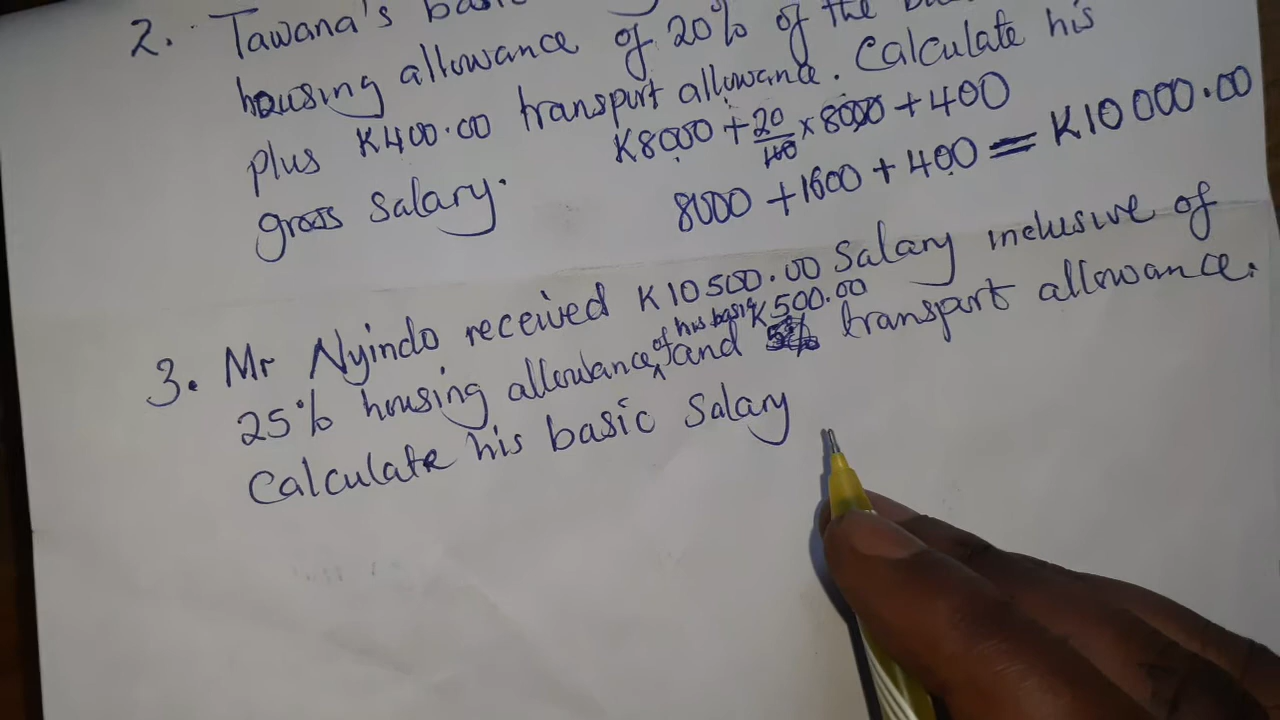 2. Tawana's basic
housing allowance of 20% of the
plus K400.00 transport allowance. Calculate his
gross salary.
K8000 + 20/100 x 8000 + 400
8000 + 1600 + 400 = K10 000.00
3. Mr Nyindo received K10 500.00 Salary inclusive of
25% housing allowance, of his basic and K500.00 transport allowance.
Calculate his basic Salary